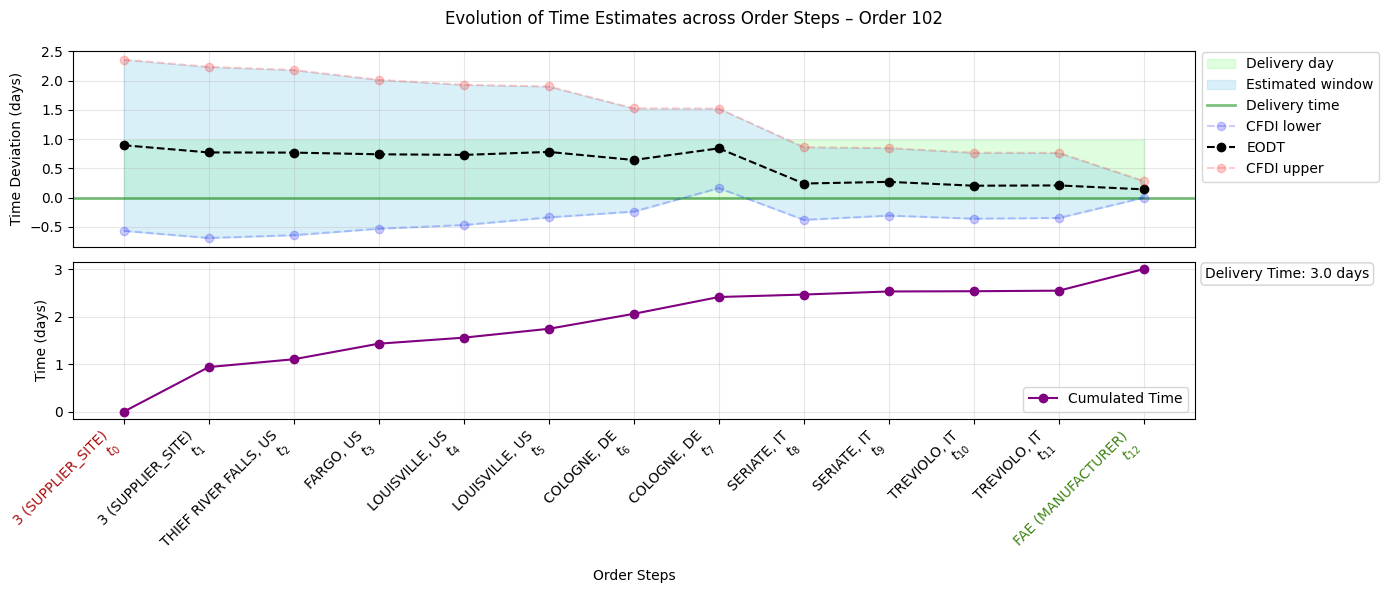 Evolution of Time Estimates across Order Steps – Order 102
Time Deviation (days)
2.5
2.0
1.5
1.0
0.5
0.0
−0.5
Delivery day
Estimated window
Delivery time
CFDI lower
EODT
CFDI upper
Time (days)
3
2
1
0
Delivery Time: 3.0 days
Cumulated Time
3 (SUPPLIER_SITE)
t0
3 (SUPPLIER_SITE)
t1
THIEF RIVER FALLS, US
t2
FARGO, US
t3
LOUISVILLE, US
t4
LOUISVILLE, US
t5
COLOGNE, DE
t6
COLOGNE, DE
t7
SERIATE, IT
t8
SERIATE, IT
t9
TREVIOLO, IT
t10
TREVIOLO, IT
t11
FAE (MANUFACTURER)
t12
Order Steps